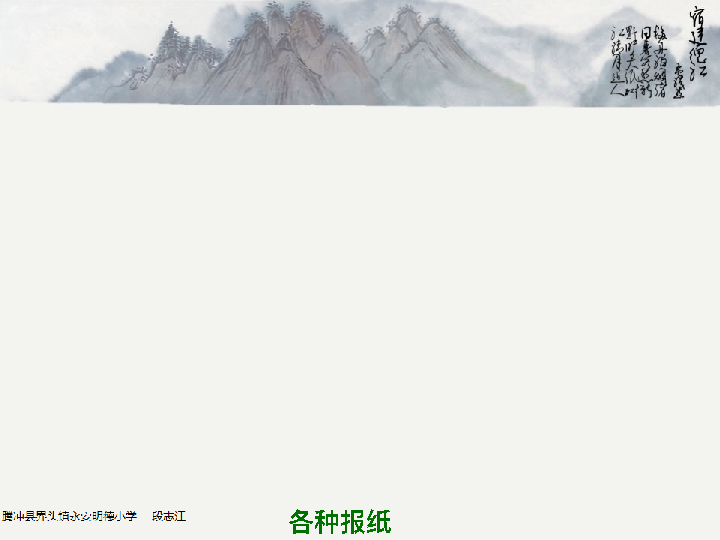 宿建德江
孟浩然
移舟泊烟渚
日暮客愁新
野旷天低树
江清月近人
腾冲县界头镇永安明德小学 段志江
各种报纸